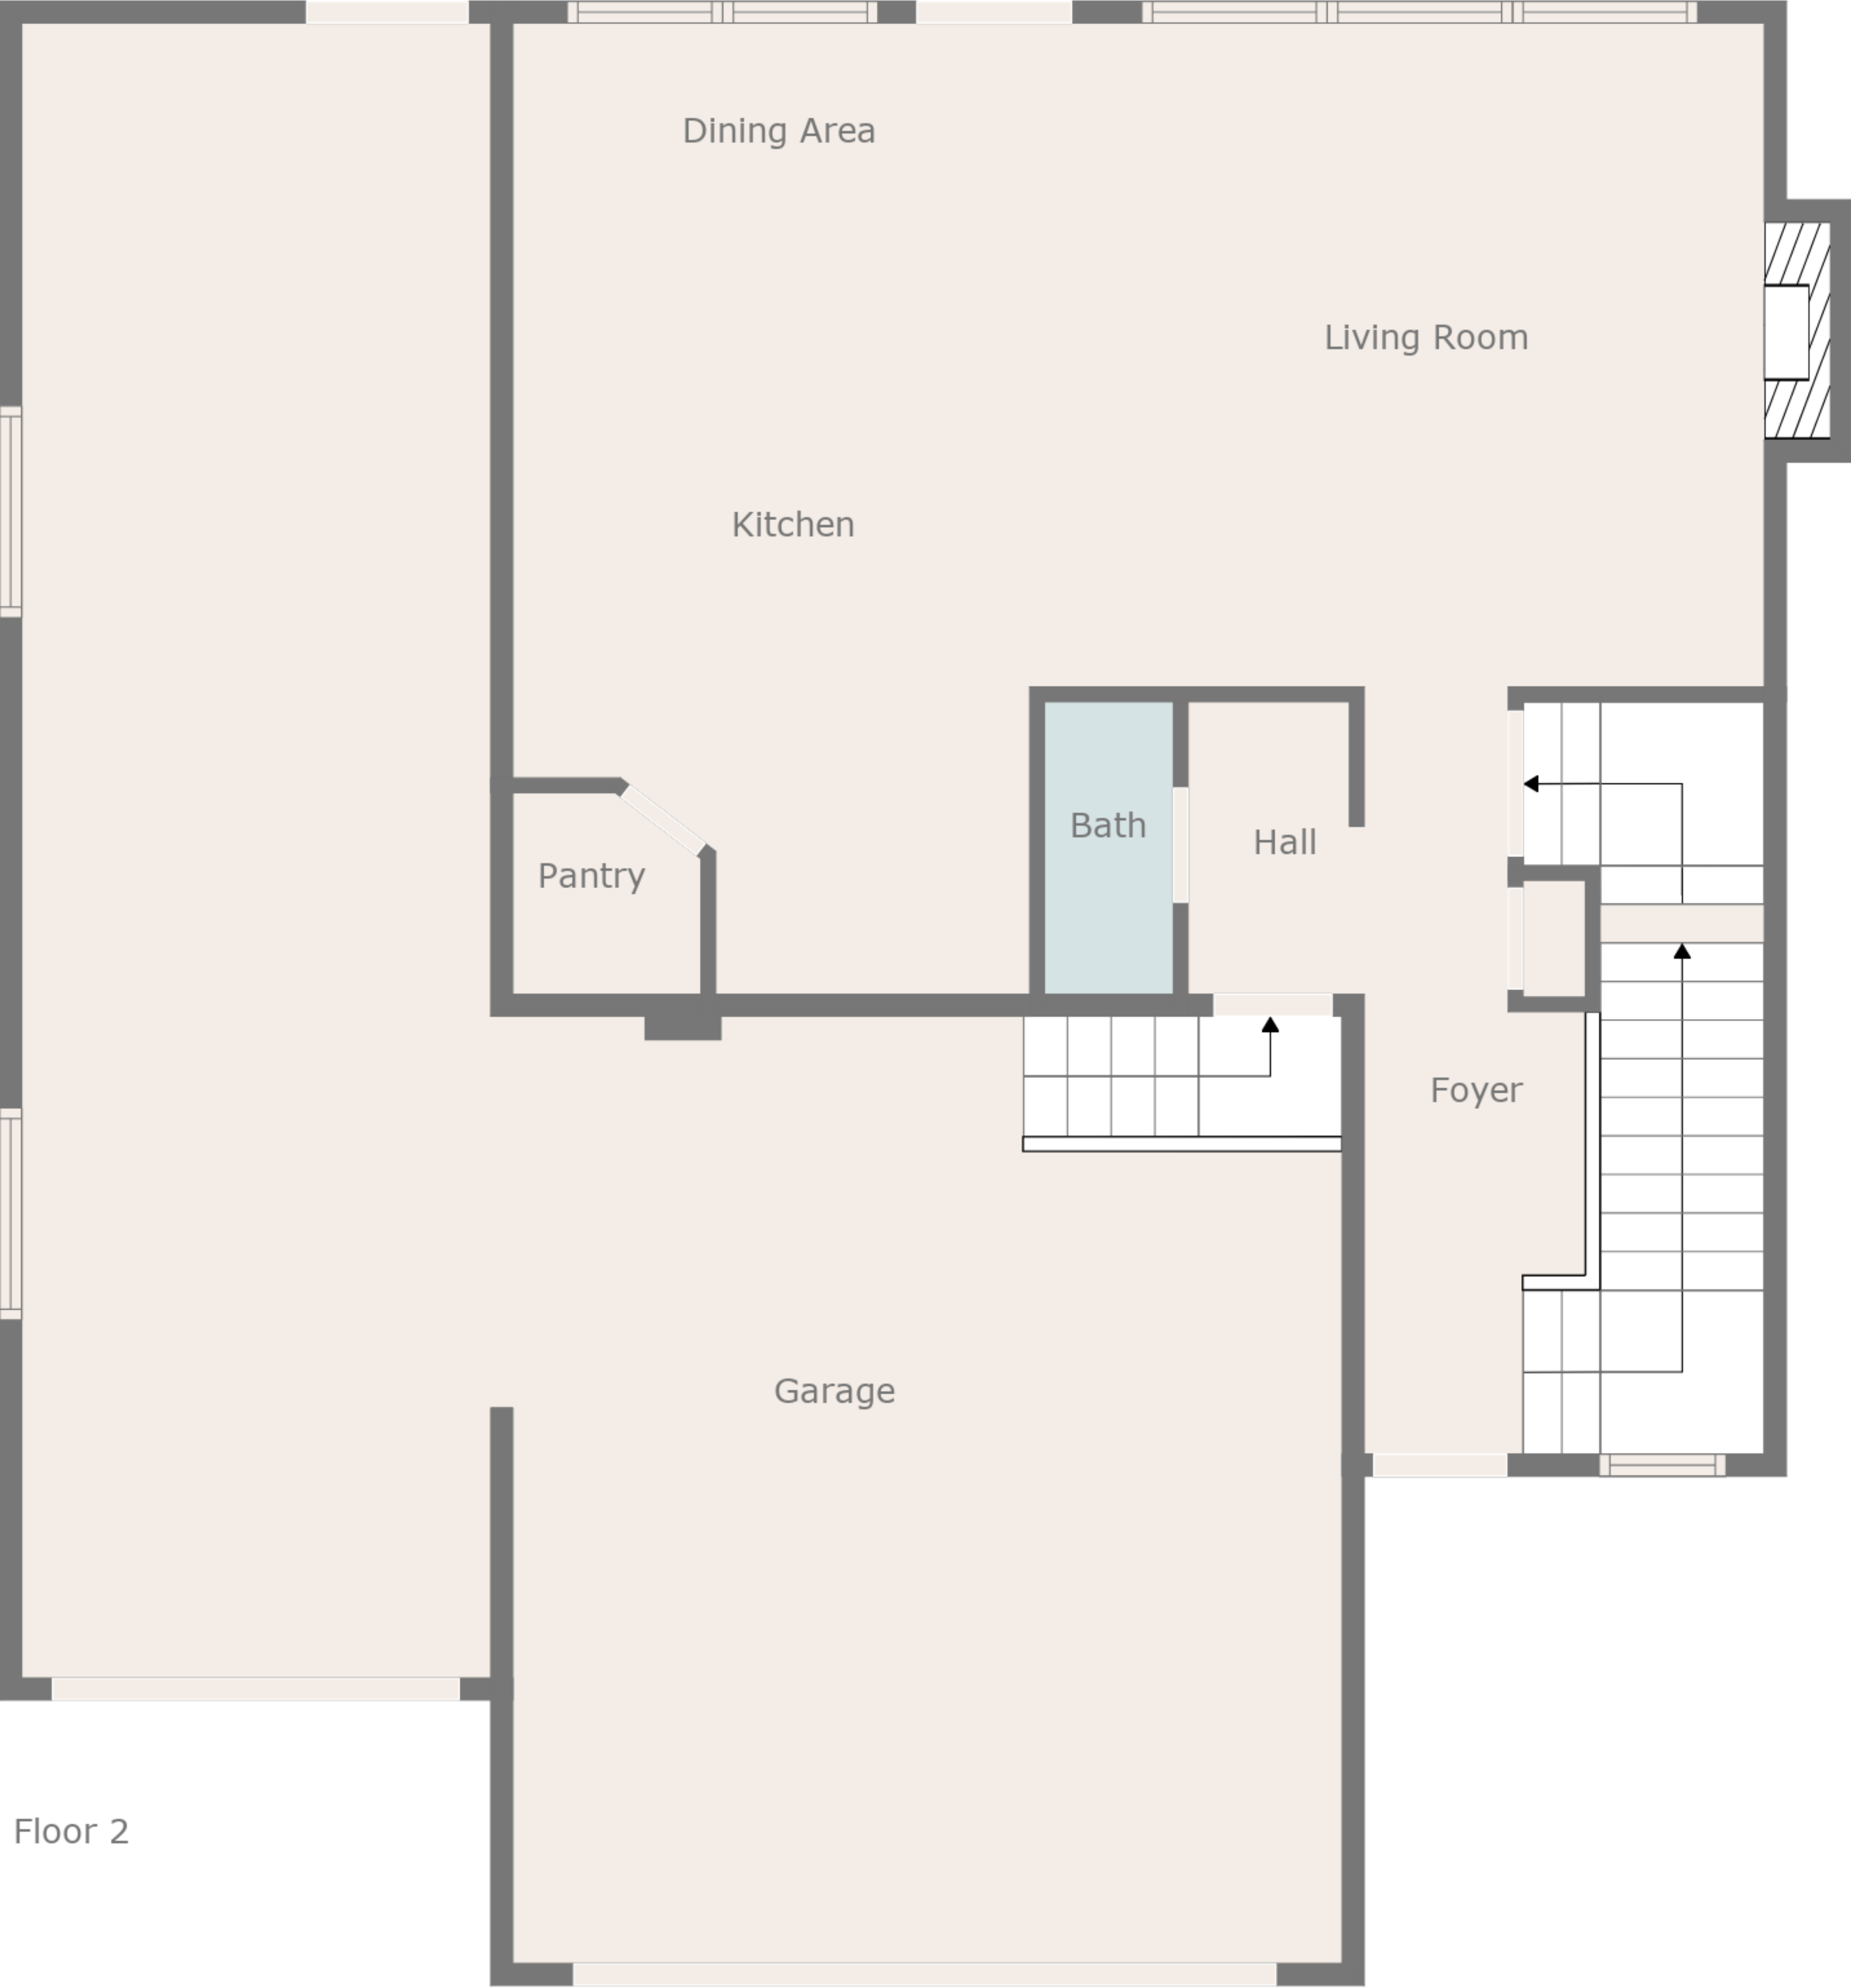 Dining Area
Living Room
Kitchen
Bath
Hall
Pantry
Foyer
Garage
Floor 2